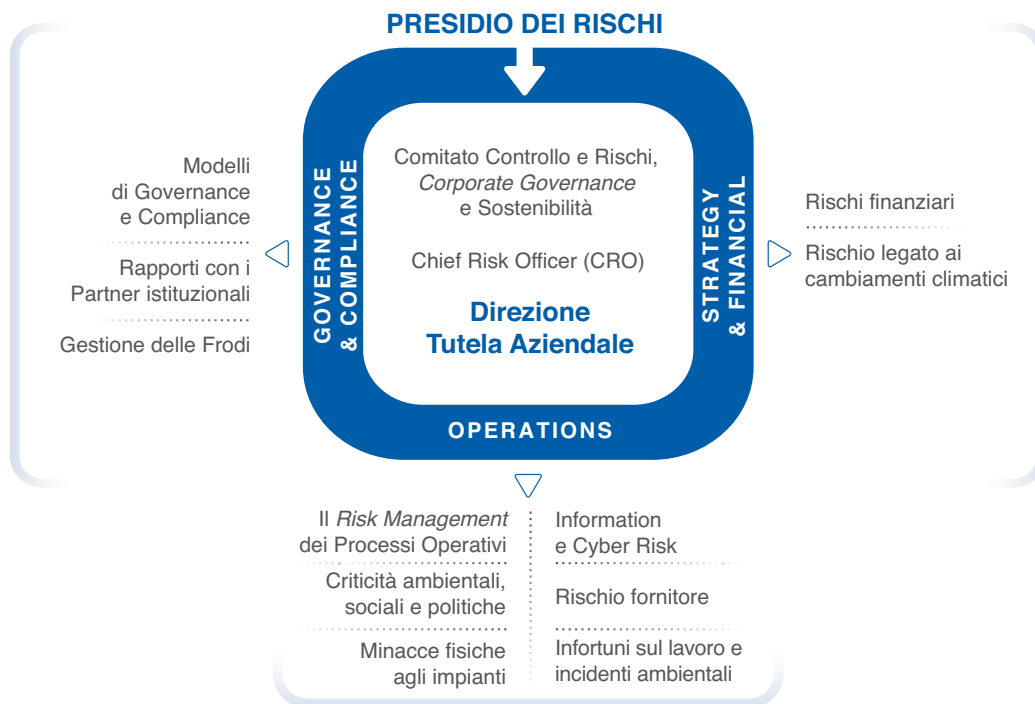 PRESIDIO DEI RISCHI
Comitato Controllo e Rischi,
Corporate Governance
e Sostenibilità
Chief Risk Officer (CRO)
Direzione
Tutela Aziendale
GOVERNANCE
& COMPLIANCE
Modelli
di Governance
e Compliance
Rapporti con i
Partner istituzionali
Gestione delle Frodi
STRATEGY
& FINANCIAL
Rischi finanziari
Rischio legato ai
cambiamenti climatici
OPERATIONS
Il Risk Management
dei Processi Operativi
Criticità ambientali,
sociali e politiche
Minacce fisiche
agli impianti
Information
e Cyber Risk
Rischio fornitore
Infortuni sul lavoro e
incidenti ambientali